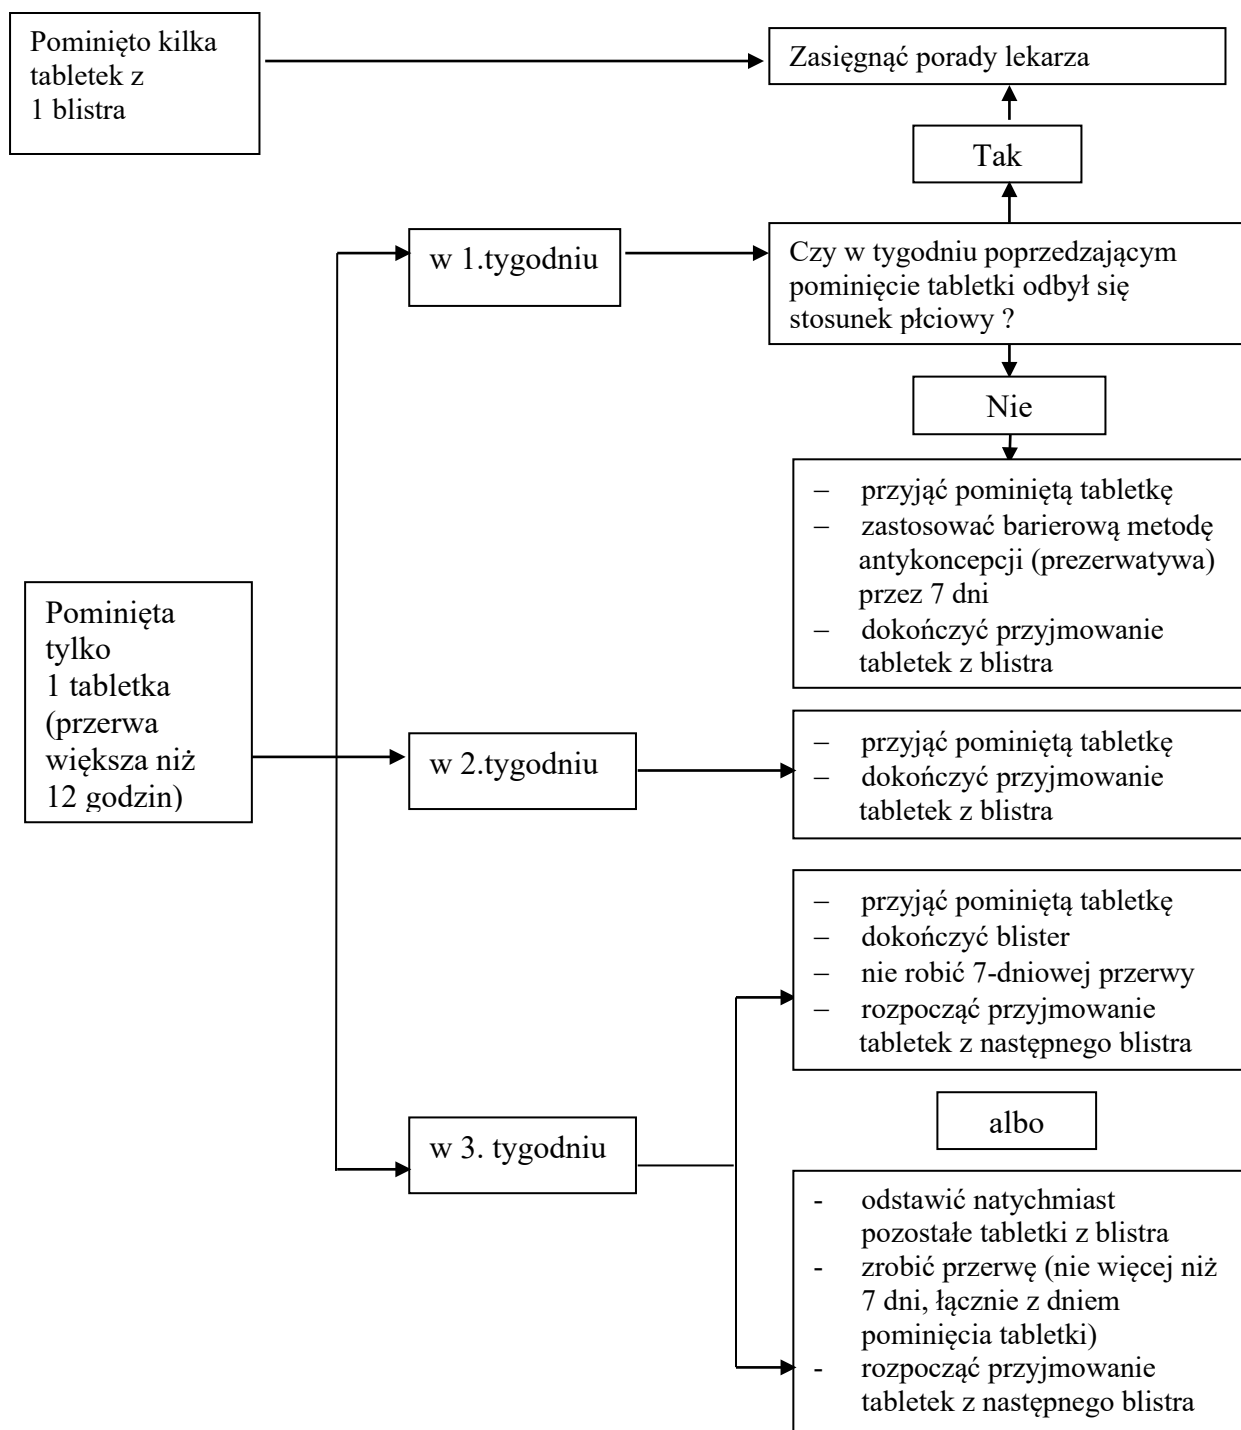 Pominięto kilka
tabletek z
1 blistra
Zasięgnąć porady lekarza
Tak
w 1.tygodniu
Czy w tygodniu poprzedzającym
pominięcie tabletki odbył się
stosunek płciowy ?
Nie
– przyjąć pominiętą tabletkę
– zastosować barierową metodę
antykoncepcji (prezerwatywa)
przez 7 dni
– dokończyć przyjmowanie
tabletek z blistra
Pominięta
tylko
1 tabletka
(przerwa
większa niż
12 godzin)
w 2.tygodniu
– przyjąć pominiętą tabletkę
– dokończyć przyjmowanie
tabletek z blistra
– przyjąć pominiętą tabletkę
– dokończyć blister
– nie robić 7-dniowej przerwy
– rozpocząć przyjmowanie
tabletek z następnego blistra
albo
w 3. tygodniu
- odstawić natychmiast
pozostałe tabletki z blistra
- zrobić przerwę (nie więcej niż
7 dni, łącznie z dniem
pominięcia tabletki)
- rozpocząć przyjmowanie
tabletek z następnego blistra